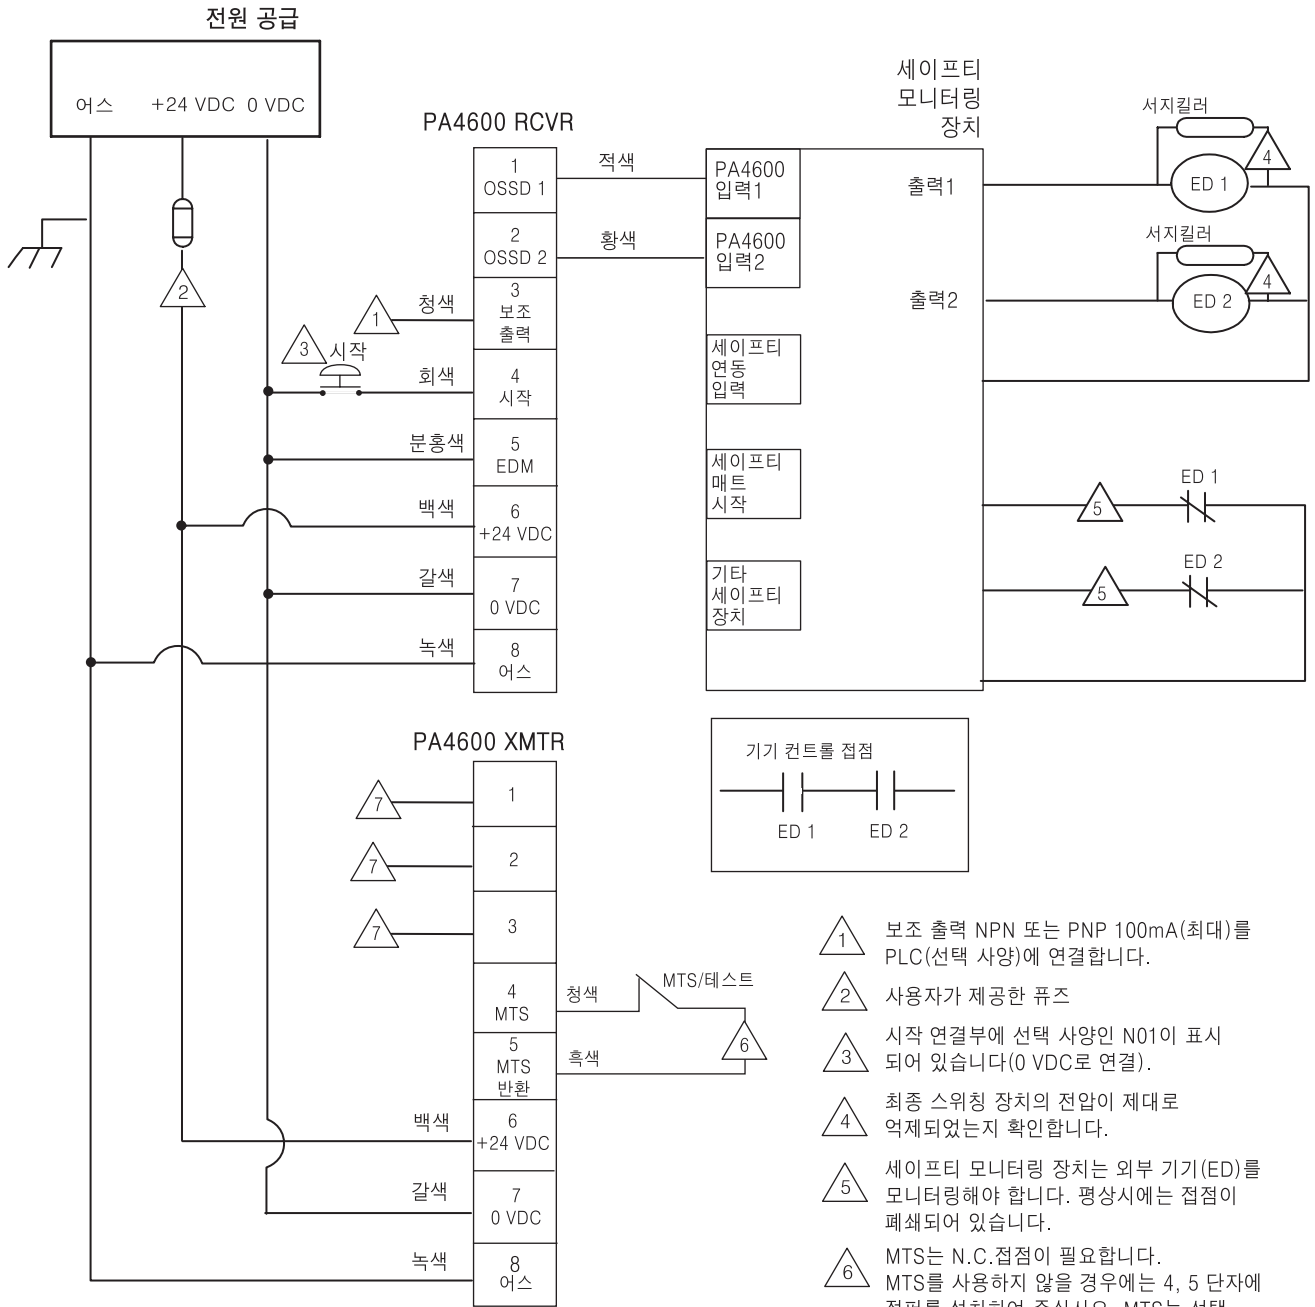 전원 공급
어스 +24 VDC 0 VDC
2
PA4600 RCVR
1
OSSD 1
2
OSSD 2
3
보조
출력
4
시작
5
EDM
6
+24 VDC
7
0 VDC
8
어스
적색
황색
청색
1
3
시작
회색
분홍색
백색
갈색
녹색
세이프티
모니터링
장치
PA4600
입력1
PA4600
입력2
세이프티
연동
입력
세이프티
매트
시작
기타
세이프티
장치
출력1
출력2
서지킬러
4
ED 1
서지킬러
4
ED 2
5
ED 1
5
ED 2
기기 컨트롤 접점
ED 1 ED 2
PA4600 XMTR
7
1
7
2
7
3
4
MTS
5
MTS
반환
6
+24 VDC
7
0 VDC
8
어스
청색
MTS/테스트
흑색
6
백색
갈색
녹색
1 보조 출력 NPN 또는 PNP 100mA(최대)를
PLC(선택 사양)에 연결합니다.
2 사용자가 제공한 퓨즈
3 시작 연결부에 선택 사양인 N01이 표시
되어 있습니다(0 VDC로 연결).
4 최종 스위칭 장치의 전압이 제대로
억제되었는지 확인합니다.
5 세이프티 모니터링 장치는 외부 기기(ED)를
모니터링해야 합니다. 평상시에는 접점이
폐쇄되어 있습니다.
6 MTS는 N.C.접점이 필요합니다.
MTS를 사용하지 않을 경우에는 4, 5 단자에